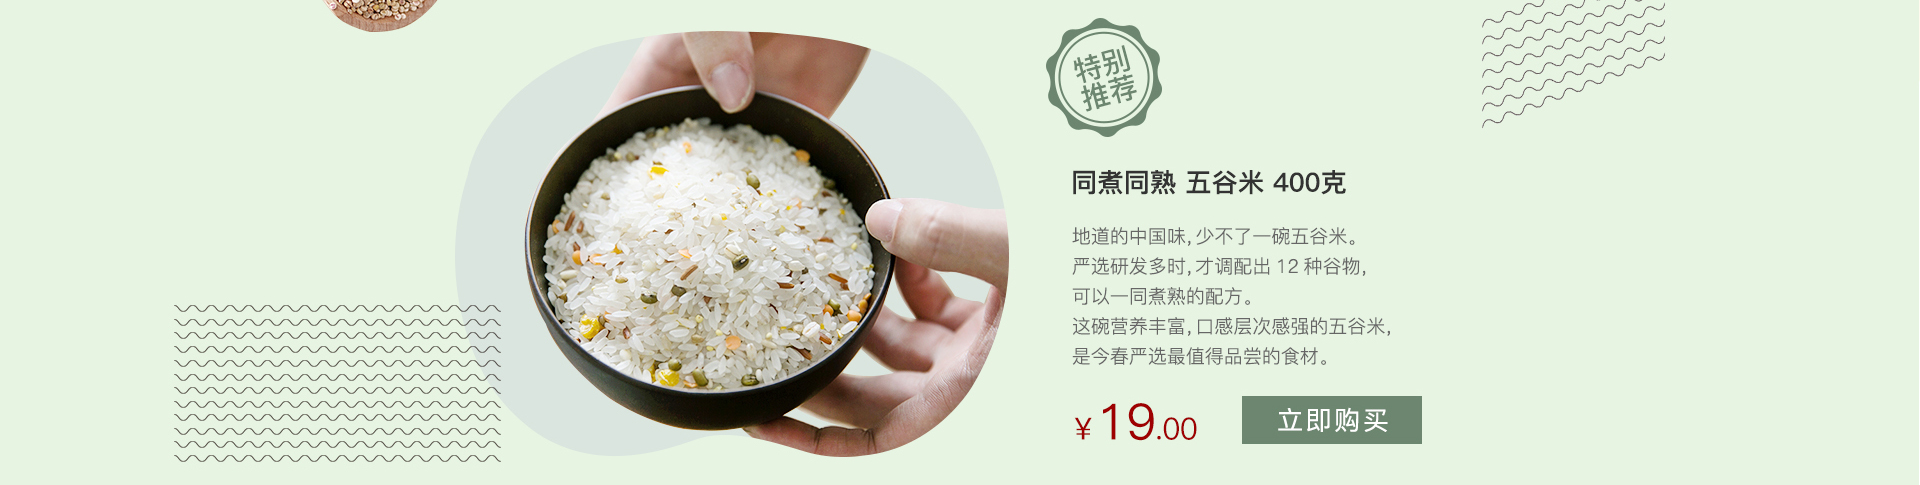 特别
推荐
同煮同熟 五谷米 400克
地道的中国味,少不了一碗五谷米。
严选研发多时,才调配出 12 种谷物,
可以一同煮熟的配方。
这碗营养丰富,口感层次感强的五谷米,
是今春严选最值得品尝的食材。
¥ 19.00
立即购买